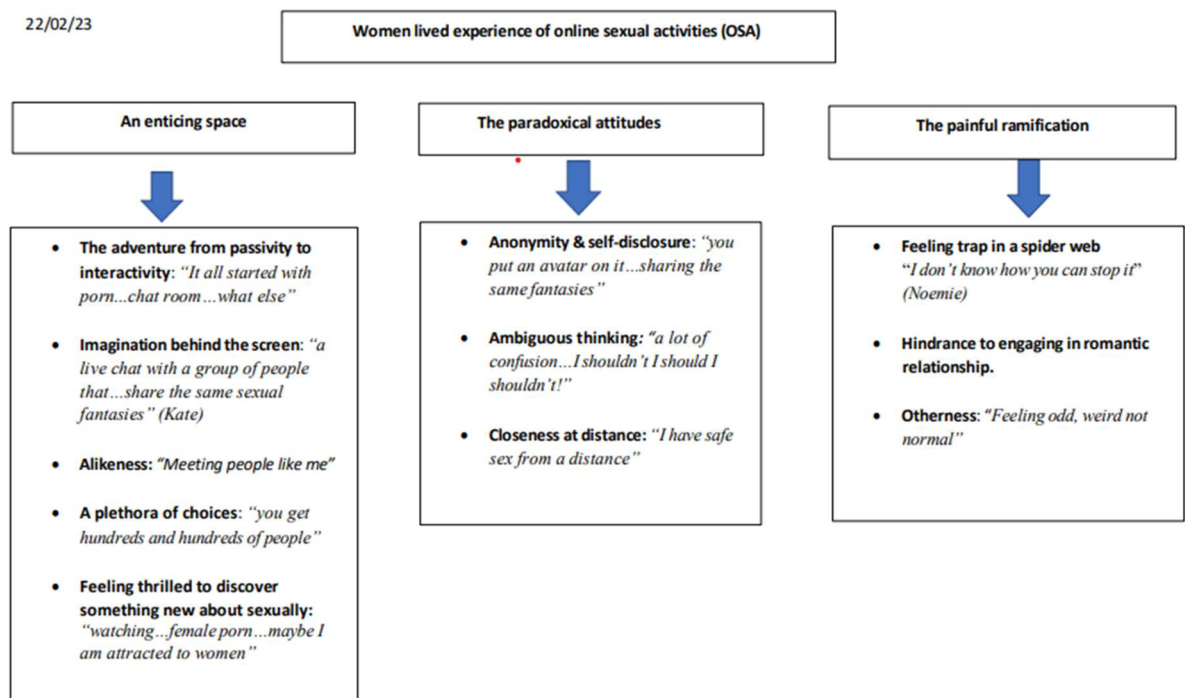 22/02/23
Women lived experience of online sexual activities (OSA)
An enticing space
• The adventure from passivity to
interactivity: “It all started with
porn...chat room...what else”
• Imagination behind the screen: “a
live chat with a group of people
that...share the same sexual
fantasies” (Kate)
• Alikeness: “Meeting people like me”
• A plethora of choices: “you get
hundreds and hundreds of people”
• Feeling thrilled to discover
something new about sexually:
“watching...female porn...maybe I
am attracted to women”
The paradoxical attitudes
• Anonymity & self-disclosure: “you
put an avatar on it...sharing the
same fantasies”
• Ambiguous thinking: “a lot of
confusion...I shouldn’t I should I
shouldn’t!”
• Closeness at distance: “I have safe
sex from a distance”
The painful ramification
• Feeling trap in a spider web
“I don’t know how you can stop it”
(Noemie)
• Hindrance to engaging in romantic
relationship.
• Otherness: “Feeling odd, weird not
normal”